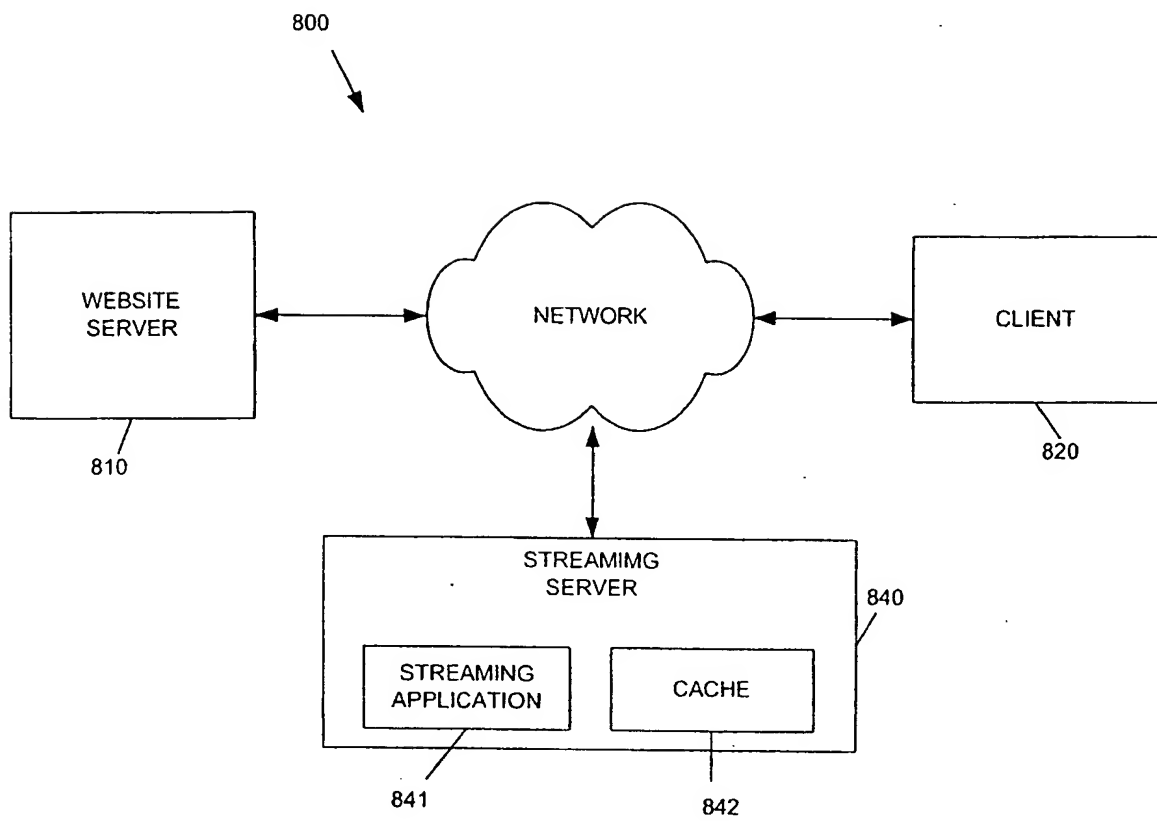 800
WEBSITE
SERVER
NETWORK
CLIENT
810
820
STREAMIMG
SERVER
840
STREAMING
APPLICATION
CACHE
841
842